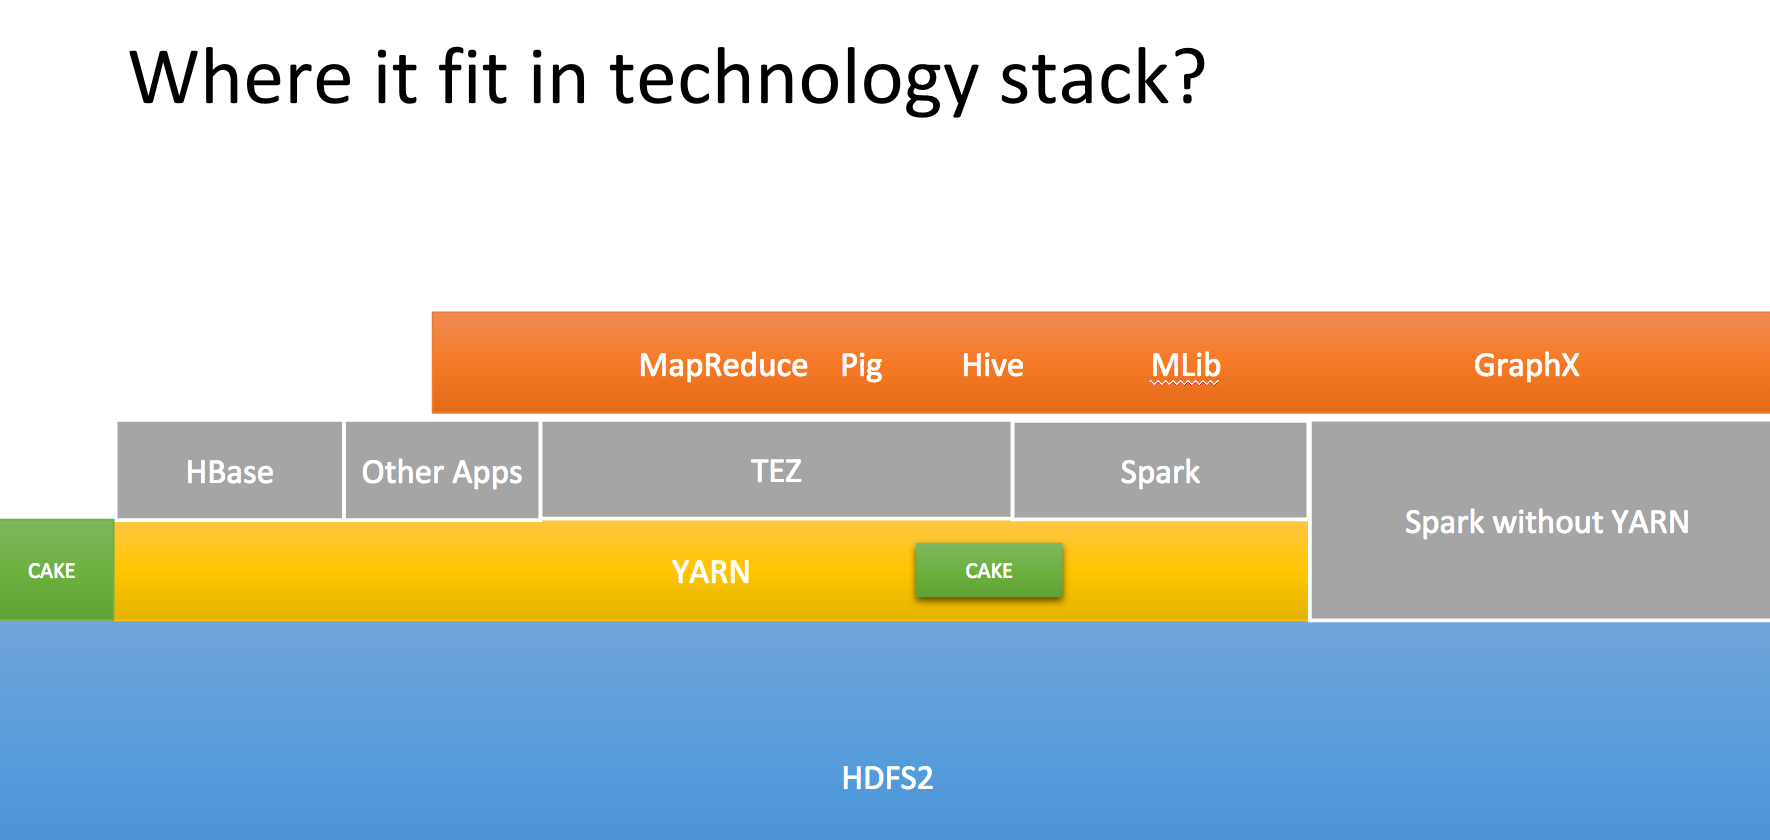 Where it fit in technology stack?
MapReduce Pig Hive MLib GraphX
HBase Other Apps TEZ Spark
Spark without YARN
CAKE YARN CAKE
HDFS2